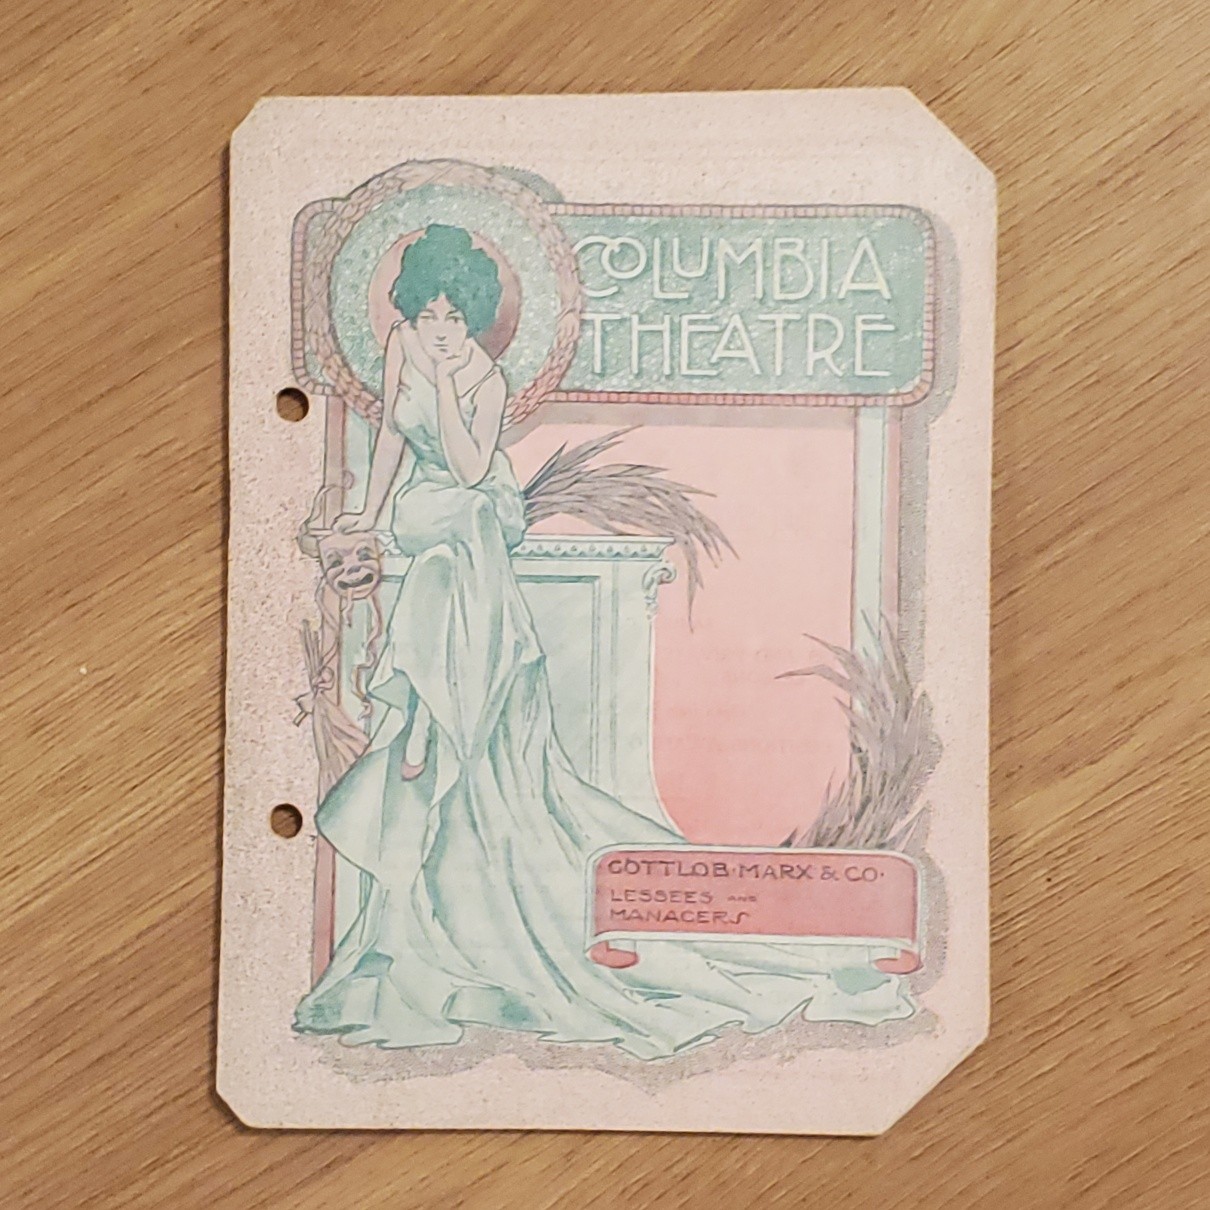 COLUMBIA
THEATRE
GOTTLOB·MARX & CO·
LESSEES AND
MANAGERS